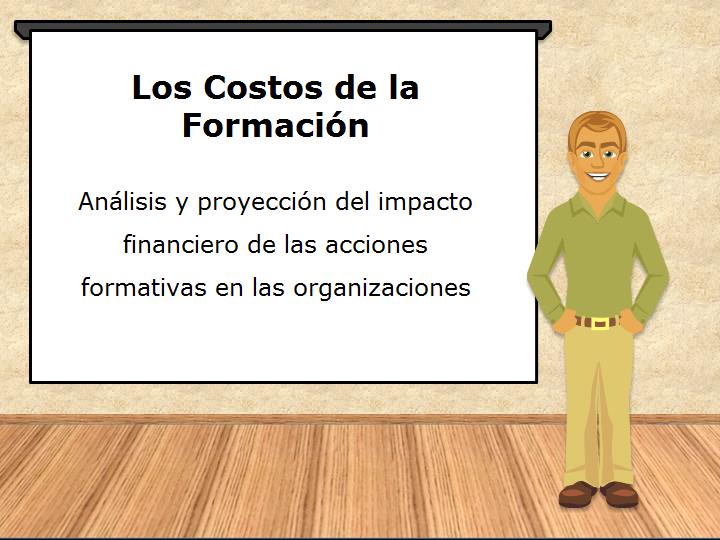 Los Costos de la
Formación
Análisis y proyección del impacto
financiero de las acciones
formativas en las organizaciones